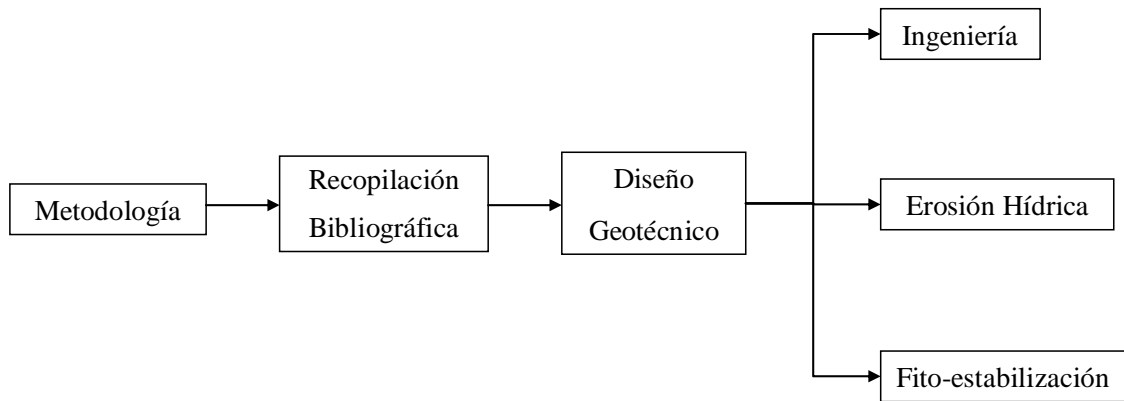 Metodología
Recopilación
Bibliográfica
Diseño
Geotécnico
Ingeniería
Erosión Hídrica
Fito-estabilización